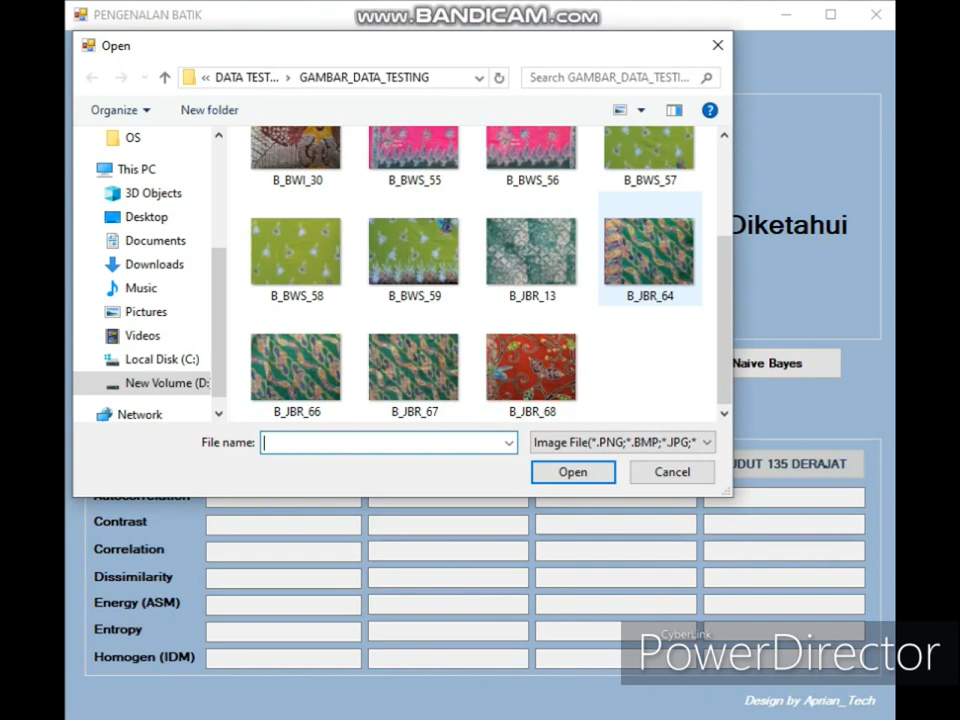 PENGENALAN BATIK
www.BANDICAM.com
Open
« DATA TEST... › GAMBAR_DATA_TESTING
Search GAMBAR_DATA_TESTI...
Organize
New folder
OS
This PC
3D Objects
Desktop
Documents
Downloads
Music
Pictures
Videos
Local Disk (C:)
New Volume (D:
Network
B_BWI_30
B_BWS_55
B_BWS_56
B_BWS_57
B_BWS_58
B_BWS_59
B_JBR_13
B_JBR_64
B_JBR_66
B_JBR_67
B_JBR_68
File name:
Image File(*.PNG;*.BMP;*.JPG;*
Open
Cancel
Diketahui
Naive Bayes
UDUT 135 DERAJAT
Autocorrelation
Contrast
Correlation
Dissimilarity
Energy (ASM)
Entropy
Homogen (IDM)
CyberLink
PowerDirector
Design by Aprian_Tech